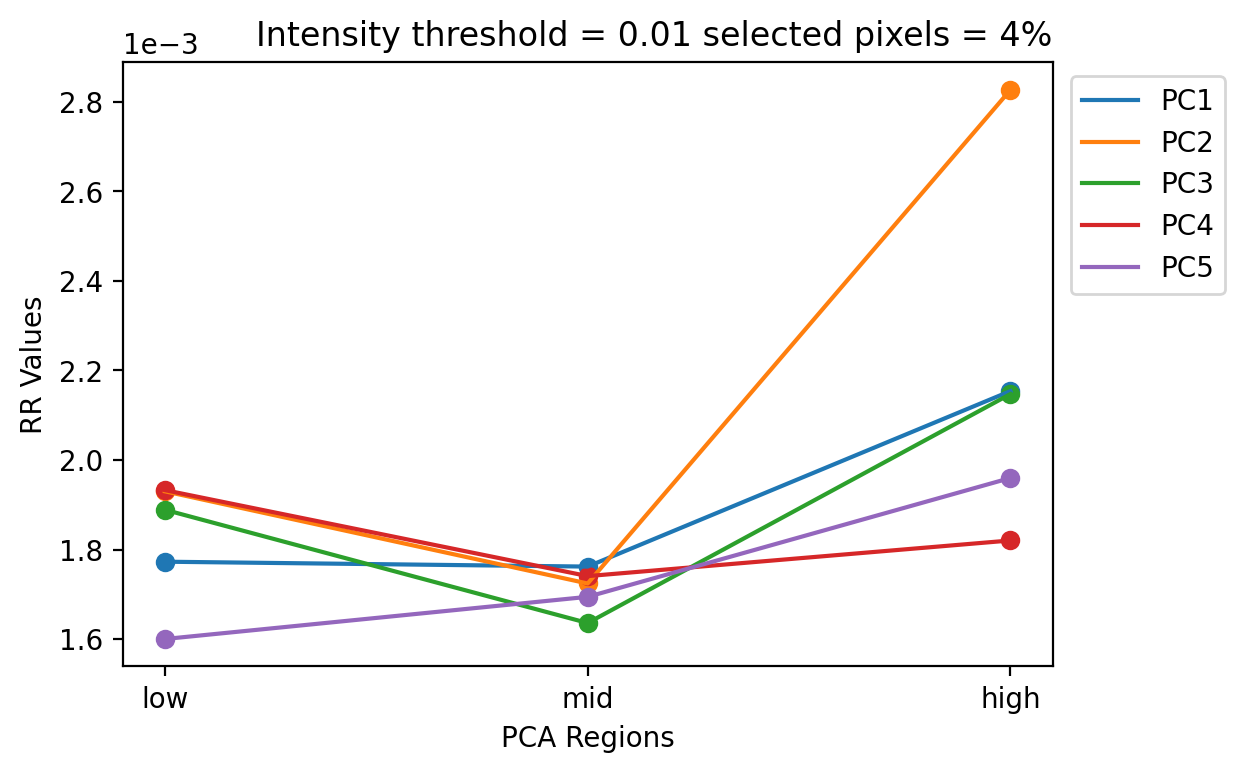 Intensity threshold = 0.01 selected pixels = 4%
1e−3
2.8
2.6
2.4
2.2
2.0
1.8
1.6
RR Values
low
mid
high
PCA Regions
PC1
PC2
PC3
PC4
PC5